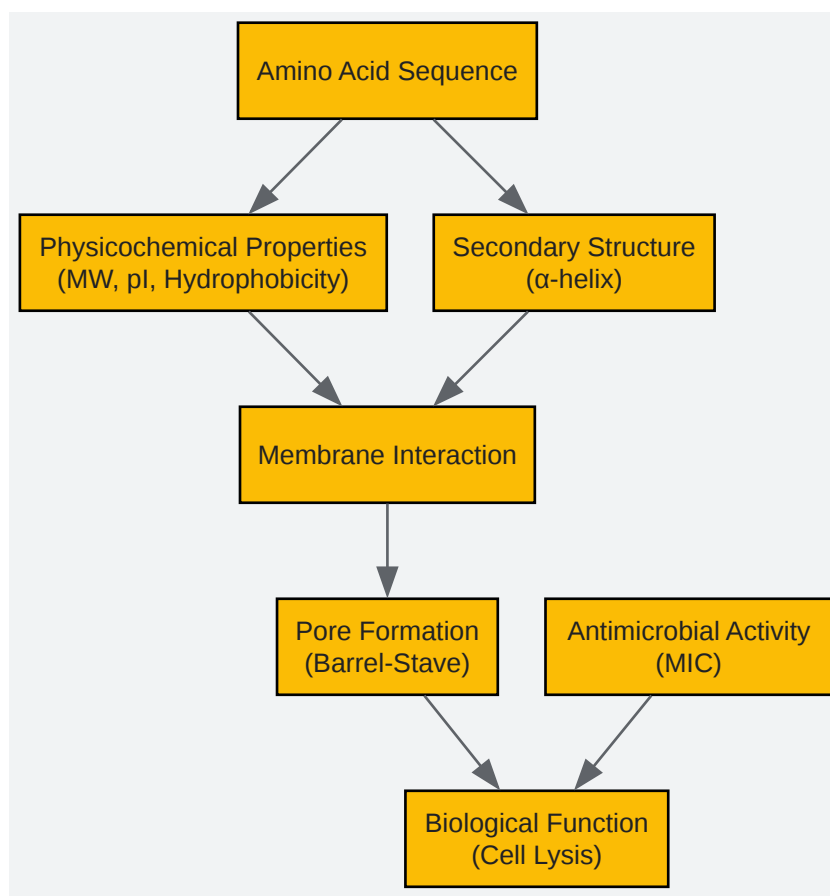 Amino Acid Sequence
Physicochemical Properties
(MW, pI, Hydrophobicity)
Secondary Structure
(α-helix)
Membrane Interaction
Pore Formation
(Barrel-Stave)
Antimicrobial Activity
(MIC)
Biological Function
(Cell Lysis)